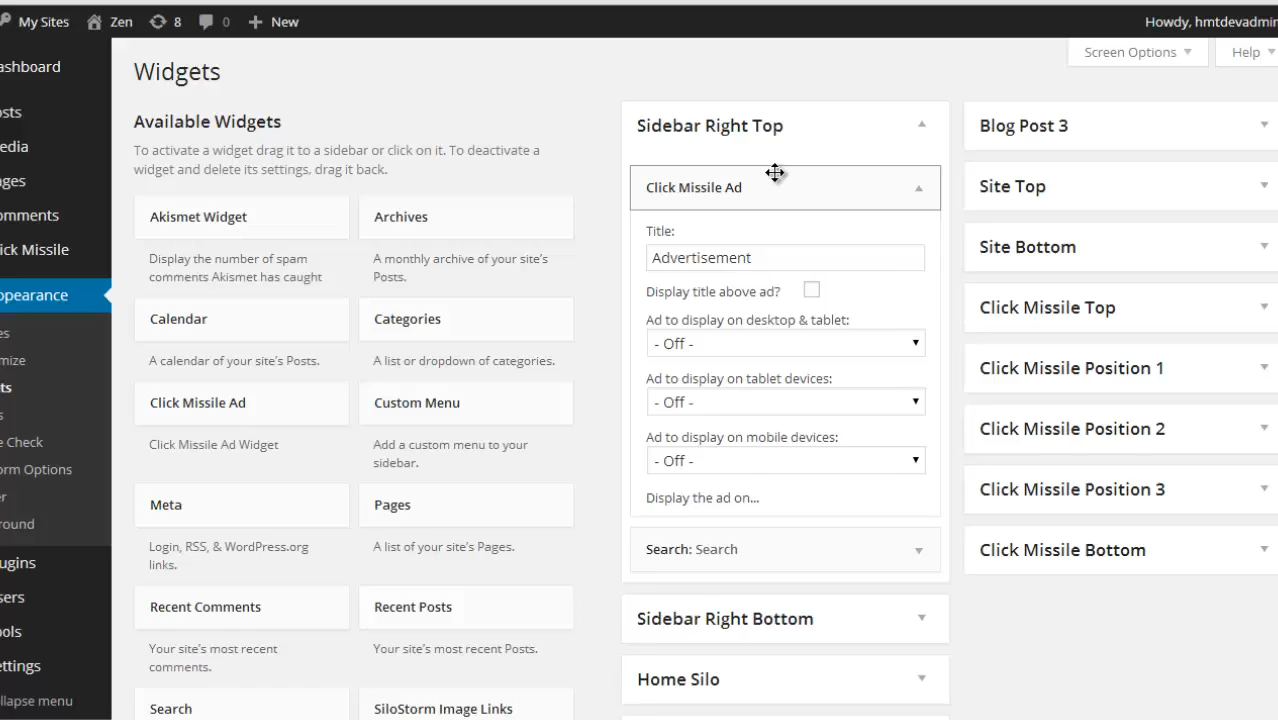 My Sites Zen 8 0 New Howdy, hmtdevadmin
Screen Options Help
ashboard
osts
edia
ges
omments
ick Missile
ppearance
es
mize
ts
s
e Check
orm Options
er
round
ugins
sers
ols
ettings
ollapse menu
Widgets
Available Widgets
To activate a widget drag it to a sidebar or click on it. To deactivate a
widget and delete its settings, drag it back.
Akismet Widget
Display the number of spam
comments Akismet has caught
Archives
A monthly archive of your site's
Posts.
Calendar
A calendar of your site's Posts.
Categories
A list or dropdown of categories.
Click Missile Ad
Click Missile Ad Widget
Custom Menu
Add a custom menu to your
sidebar.
Meta
Login, RSS, & WordPress.org
links.
Pages
A list of your site's Pages.
Recent Comments
Your site's most recent
comments.
Recent Posts
Your site's most recent Posts.
Search
SiloStorm Image Links
Sidebar Right Top
Click Missile Ad
Title:
Advertisement
Display title above ad?
Ad to display on desktop & tablet:
- Off -
Ad to display on tablet devices:
- Off -
Ad to display on mobile devices:
- Off -
Display the ad on...
Search: Search
Sidebar Right Bottom
Home Silo
Blog Post 3
Site Top
Site Bottom
Click Missile Top
Click Missile Position 1
Click Missile Position 2
Click Missile Position 3
Click Missile Bottom